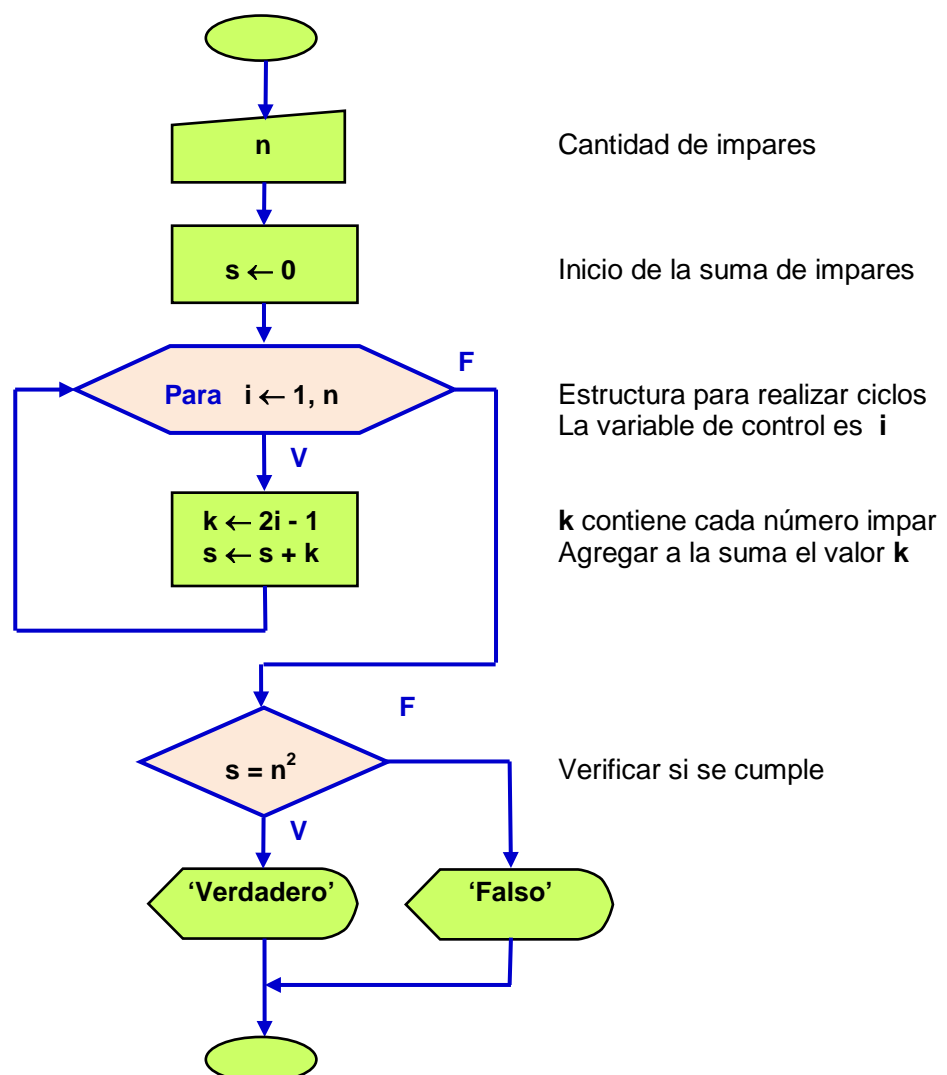 n
Cantidad de impares
s ← 0
Inicio de la suma de impares
F
Para i ← 1, n
Estructura para realizar ciclos
La variable de control es i
V
k ← 2i - 1
s ← s + k
k contiene cada número impar
Agregar a la suma el valor k
F
s = n²
Verificar si se cumple
V
‘Verdadero’
‘Falso’